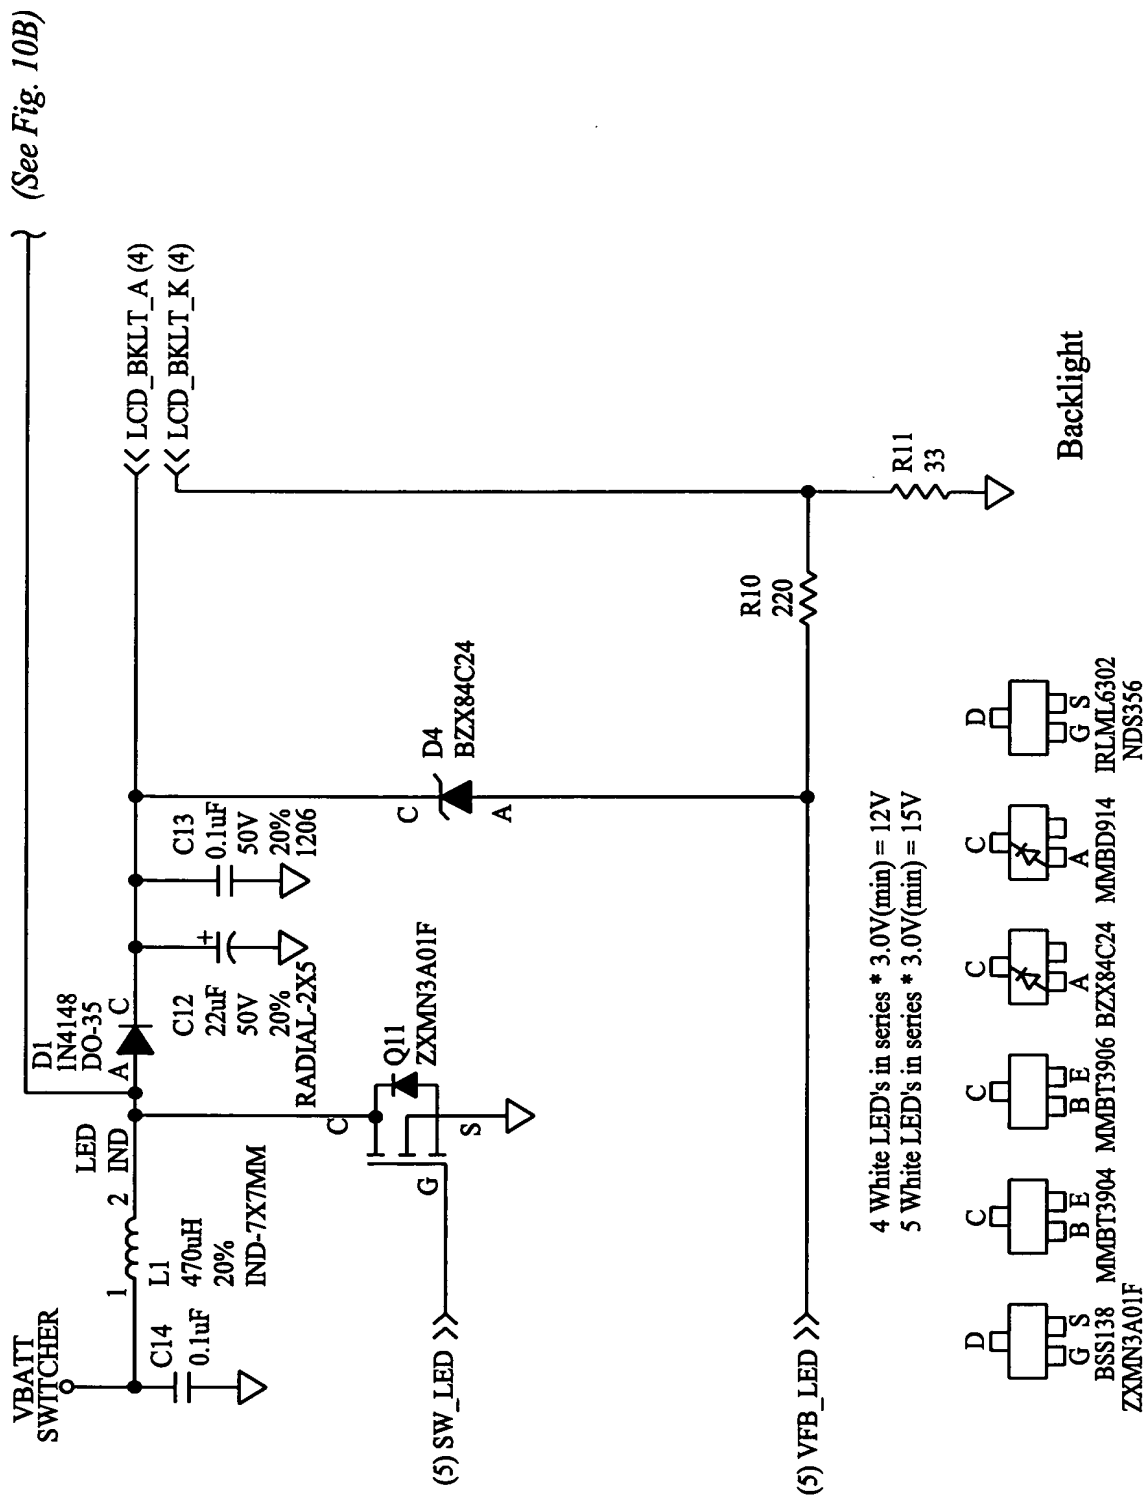 (See Fig. 10B)
VBATT
SWITCHER
C14
0.1uF
1
2
L1
470uH
20%
IND-7X7MM
LED
IND
D1
1N4148
DO-35
A
C
C12
22uF
50V
20%
RADIAL-2X5
+
C13
0.1uF
50V
20%
1206
LCD_BKLT_A (4)
LCD_BKLT_K (4)
C
Q11
ZXMN3A01F
G
S
(5) SW_LED
C
D4
BZX84C24
A
R10
220
R11
33
(5) VFB_LED
Backlight
4 White LED's in series * 3.0V(min) = 12V
5 White LED's in series * 3.0V(min) = 15V
D
G S
BSS138
ZXMN3A01F
C
B E
MMBT3904
C
B E
MMBT3906
C
A
BZX84C24
C
A
MMBD914
D
G S
IRLML6302
NDS356